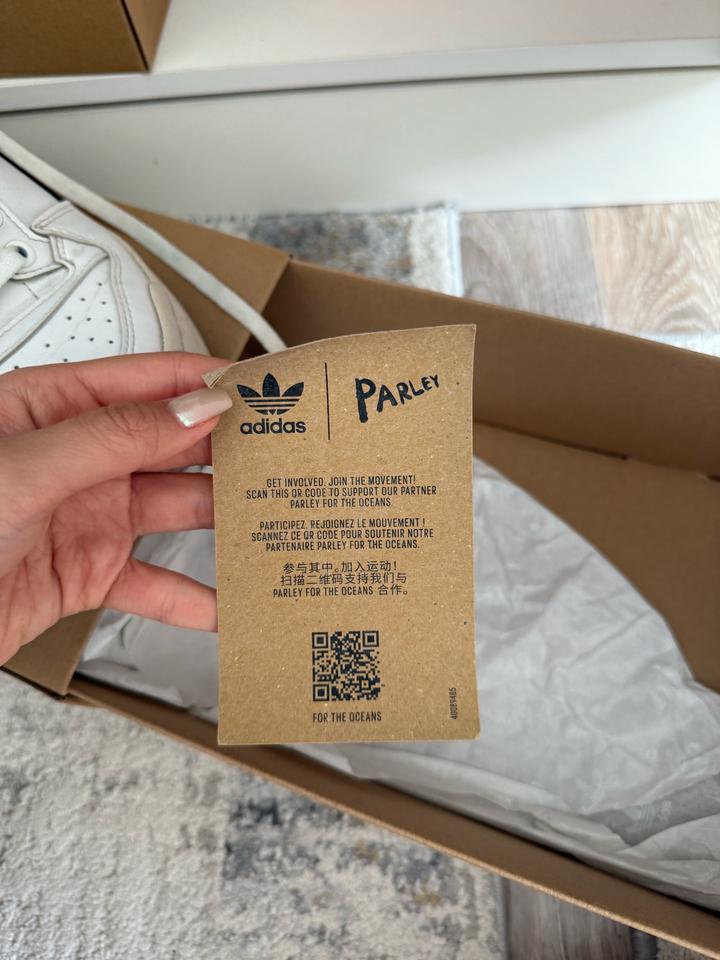 adidas
PARLEY
GET INVOLVED. JOIN THE MOVEMENT!
SCAN THIS QR CODE TO SUPPORT OUR PARTNER
PARLEY FOR THE OCEANS.
PARTICIPEZ. REJOIGNEZ LE MOUVEMENT !
SCANNEZ CE QR CODE POUR SOUTENIR NOTRE
PARTENAIRE PARLEY FOR THE OCEANS.
参与其中。加入运动!
扫描二维码支持我们与
PARLEY FOR THE OCEANS 合作。
FOR THE OCEANS
40089485